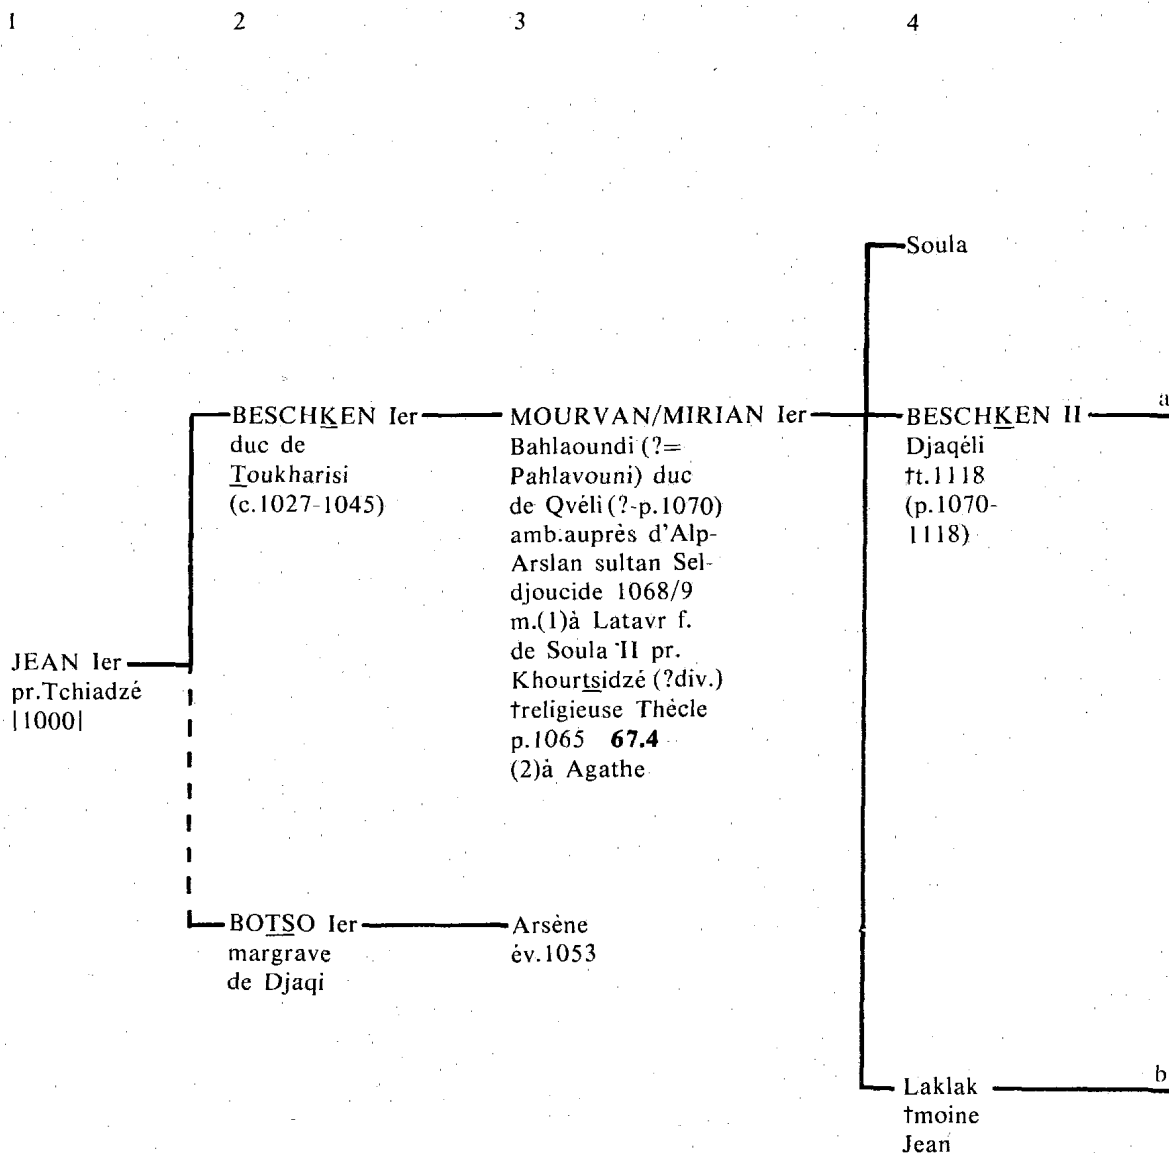 1 2 3 4
Soula
BESCHKEN Ier
duc de
Toukharisi
(c.1027-1045)
MOURVAN/MIRIAN Ier
Bahlaoundi (?=
Pahlavouni) duc
de Qvéli (?-p.1070)
amb.auprès d'Alp-
Arslan sultan Sel-
djoucide 1068/9
m.(1)à Latavr f.
de Soula II pr.
Khourtsidzé (?div.)
†religieuse Thècle
p.1065 67.4
(2)à Agathe
BESCHKEN II
Djaqéli
†t.1118
(p.1070-
1118)
a
JEAN Ier
pr.Tchiadzé
|1000|
BOTSO Ier
margrave
de Djaqi
Arsène
év.1053
Laklak
†moine
Jean
b